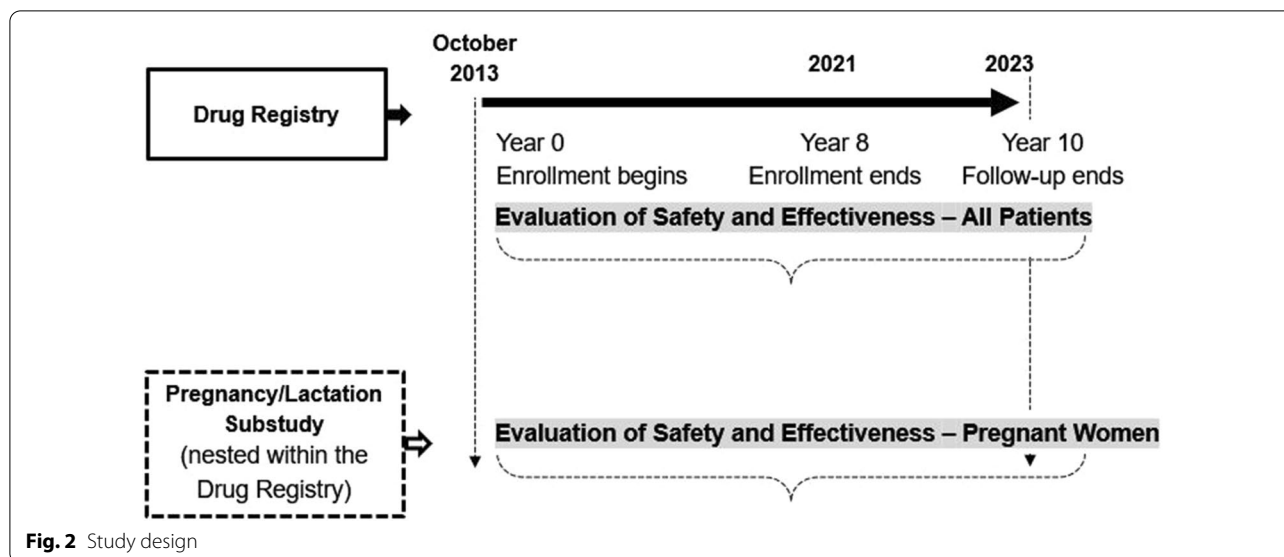 October
2013
2021
2023
Drug Registry
Year 0
Enrollment begins
Year 8
Enrollment ends
Year 10
Follow-up ends
Evaluation of Safety and Effectiveness – All Patients
Pregnancy/Lactation
Substudy
(nested within the
Drug Registry)
Evaluation of Safety and Effectiveness – Pregnant Women
Fig. 2 Study design